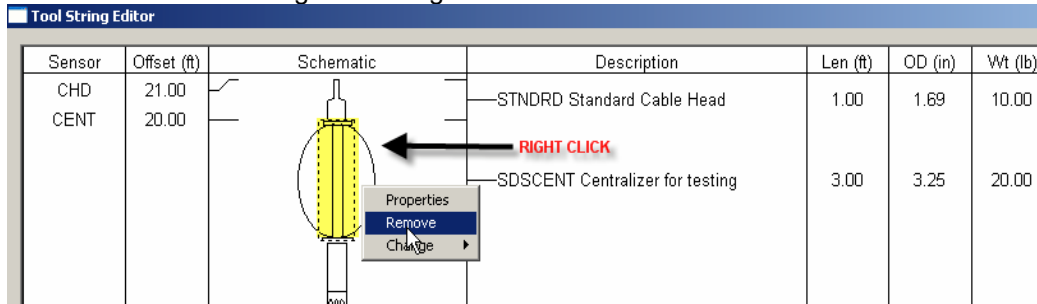 Tool String Editor
Sensor Offset (ft) Schematic Description Len (ft) OD (in) Wt (lb)
CHD 21.00 STNDRD Standard Cable Head 1.00 1.69 10.00
CENT 20.00
RIGHT CLICK
SDSCENT Centralizer for testing 3.00 3.25 20.00
Properties
Remove
Change